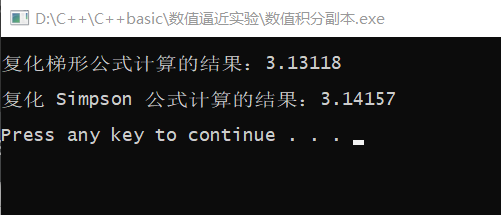 D:\C++\C++basic\数值逼近实验\数值积分副本.exe
复化梯形公式计算的结果：3.13118
复化 Simpson 公式计算的结果：3.14157
Press any key to continue . . .